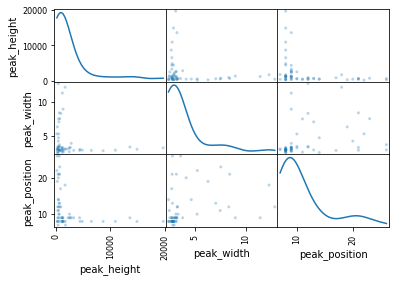 peak_height
20000
10000
0
peak_width
10
5
peak_position
20
10
0
10000
20000
5
10
10
20
peak_height
peak_width
peak_position